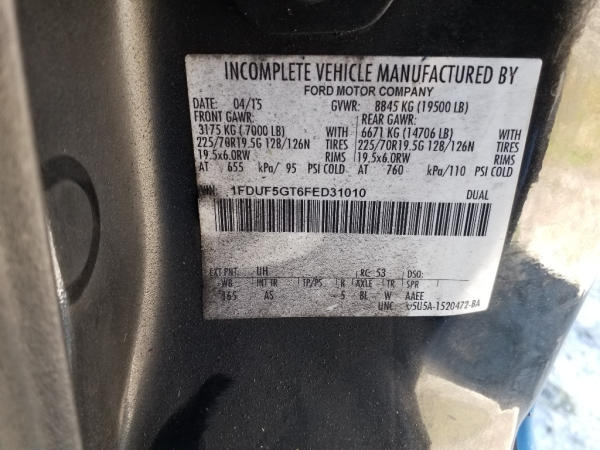 INCOMPLETE VEHICLE MANUFACTURED BY
FORD MOTOR COMPANY
DATE: 04/15 GVWR: 8845 KG (19500 LB)
FRONT GAWR: REAR GAWR:
3175 KG (7000 LB) WITH 6671 KG (14706 LB) WITH
225/70R19.5G 128/126N TIRES 225/70R19.5G 128/126N TIRES
19.5x6.0RW RIMS 19.5x6.0RW RIMS
AT 655 kPa/ 95 PSI COLD AT 760 kPa/110 PSI COLD
VIN: 1FDUF5GT6FED31010 DUAL
EXT PNT: UH RC: 53 DSO:
WB INT TR TP/PS R AXLE TR SPR
165 AS 5 BL W AAEE
UNC 5U5A-1520472-BA